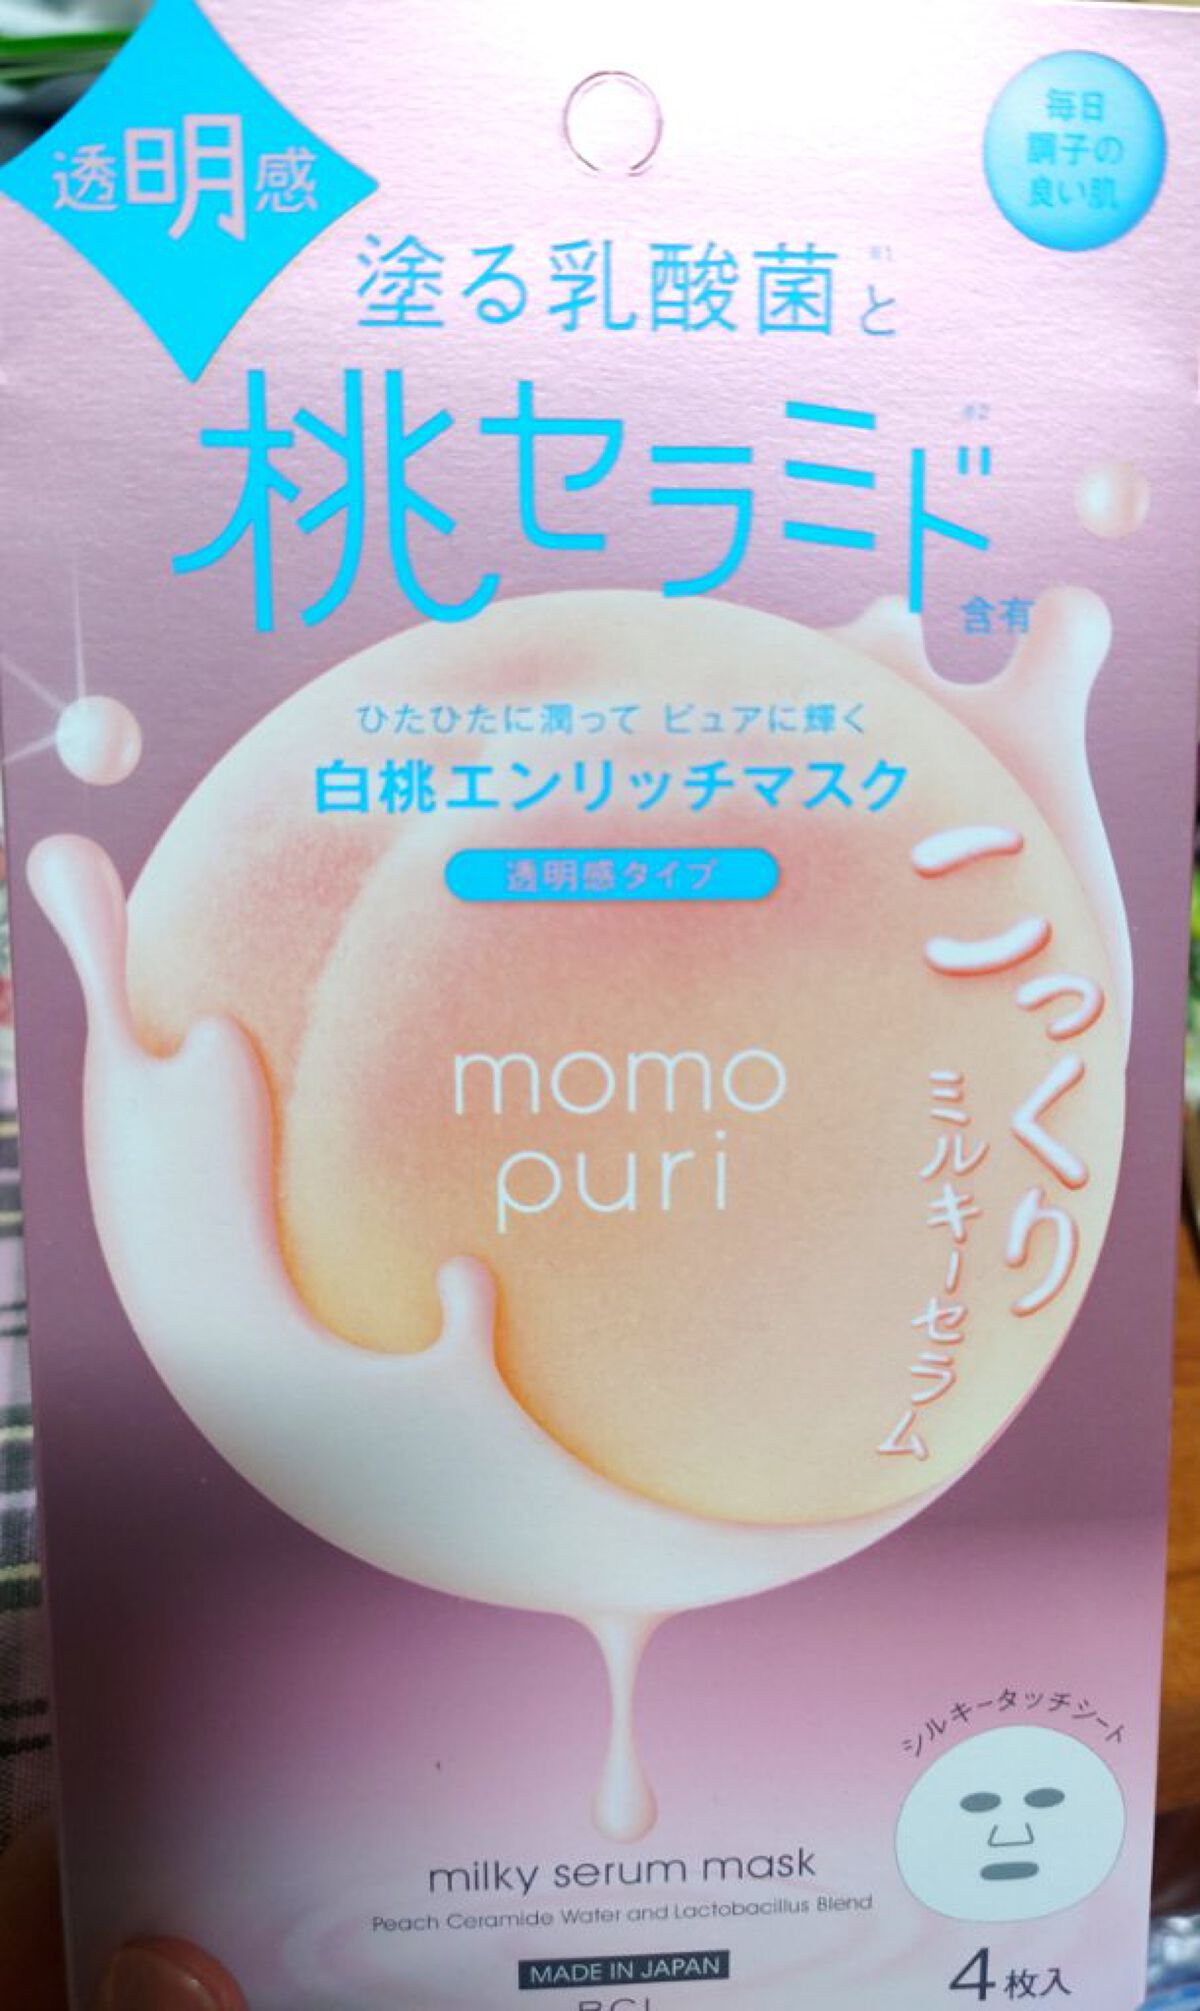 透明感
毎日
調子の
良い肌
塗る乳酸菌※1と
桃セラミド※2
含有
ひたひたに潤って ピュアに輝く
白桃エンリッチマスク
透明感タイプ
こっくり
ミルキーセラム
momo
puri
シルキータッチシート
milky serum mask
Peach Ceramide Water and Lactobacillus Blend
MADE IN JAPAN
4枚入
BCL